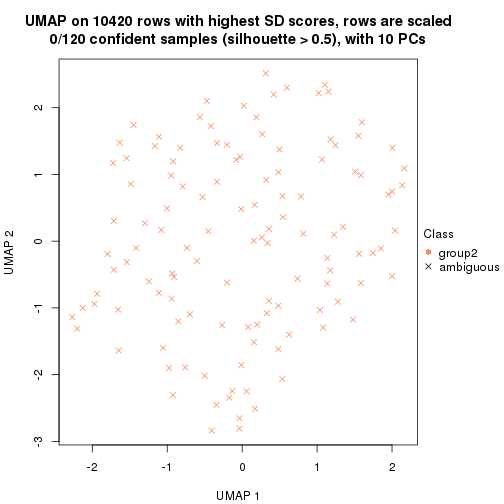 UMAP on 10420 rows with highest SD scores, rows are scaled
0/120 confident samples (silhouette > 0.5), with 10 PCs
2
1
0
-1
-2
-3
UMAP 2
-2
-1
0
1
2
UMAP 1
Class
group2
ambiguous